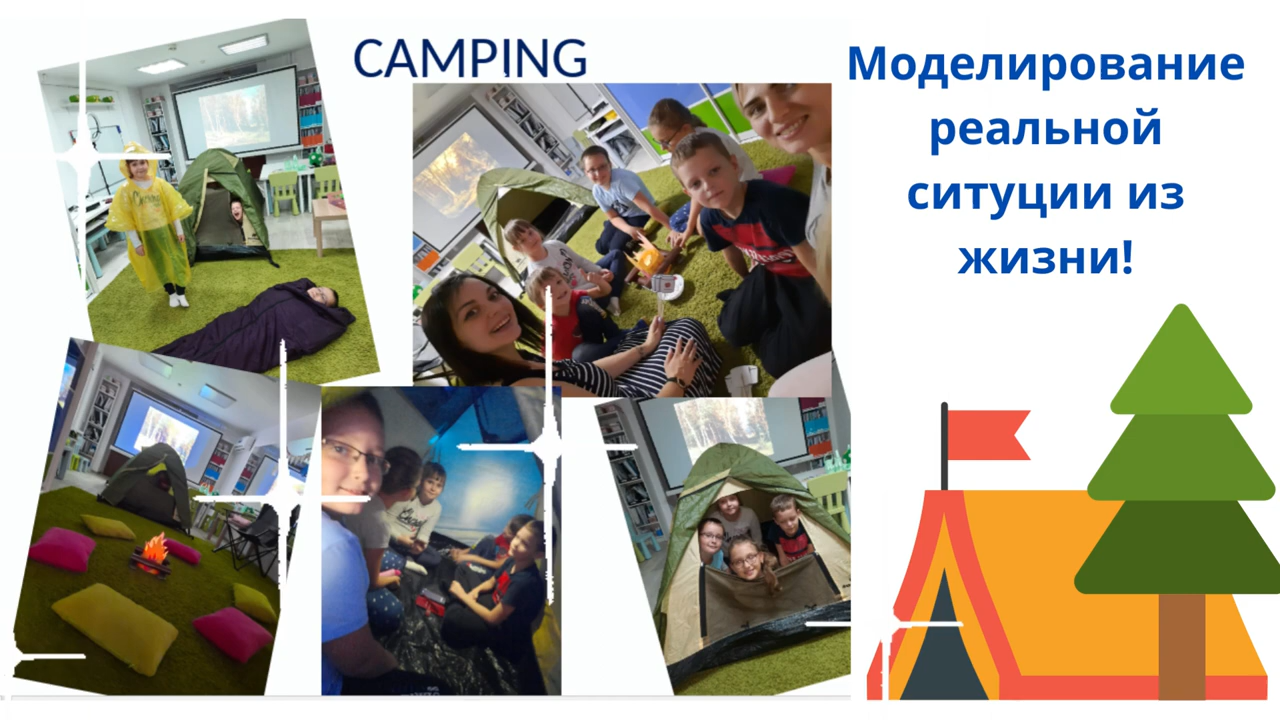 CAMPING
Моделирование
реальной
ситуции из
жизни!